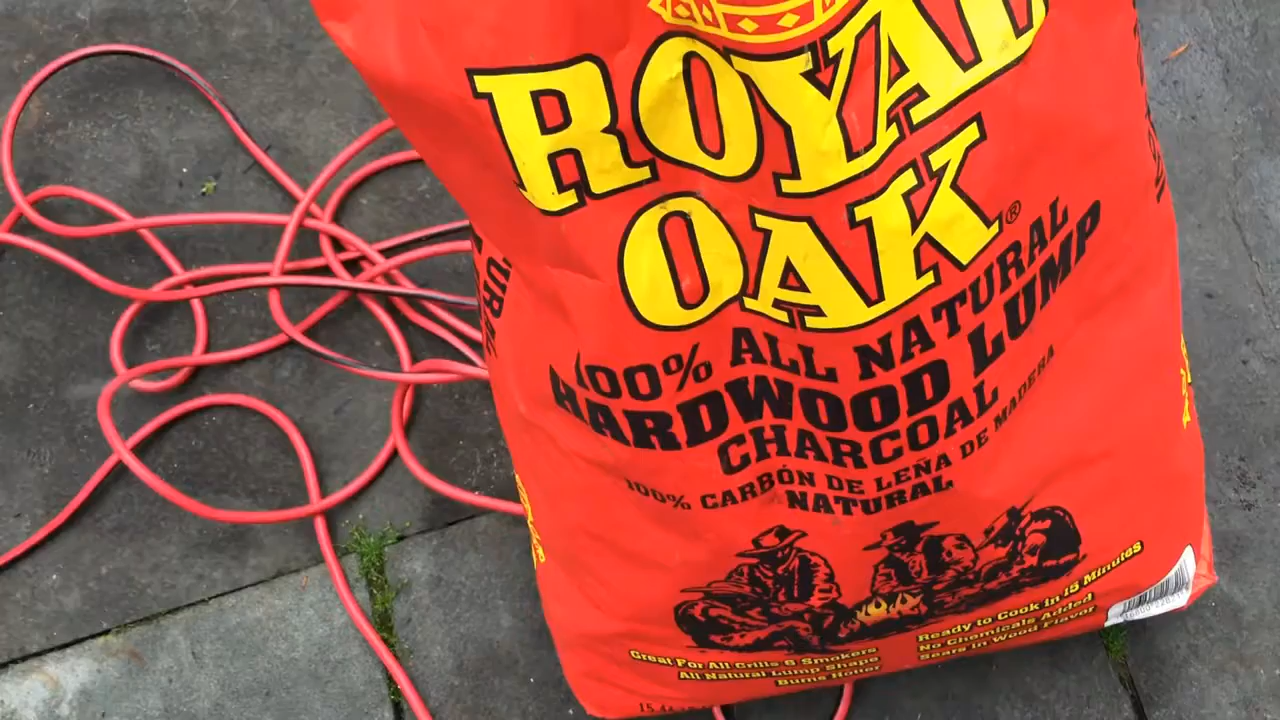 ROYAL
OAK®
100% ALL NATURAL
HARDWOOD LUMP
CHARCOAL
100% CARBÓN DE LEÑA DE MADERA
NATURAL
Great For All Grills & Smokers
All Natural Lump Shape
Burns Hotter
Ready to Cook in 15 Minutes
No Chemicals Added
Sears in Wood Flavor